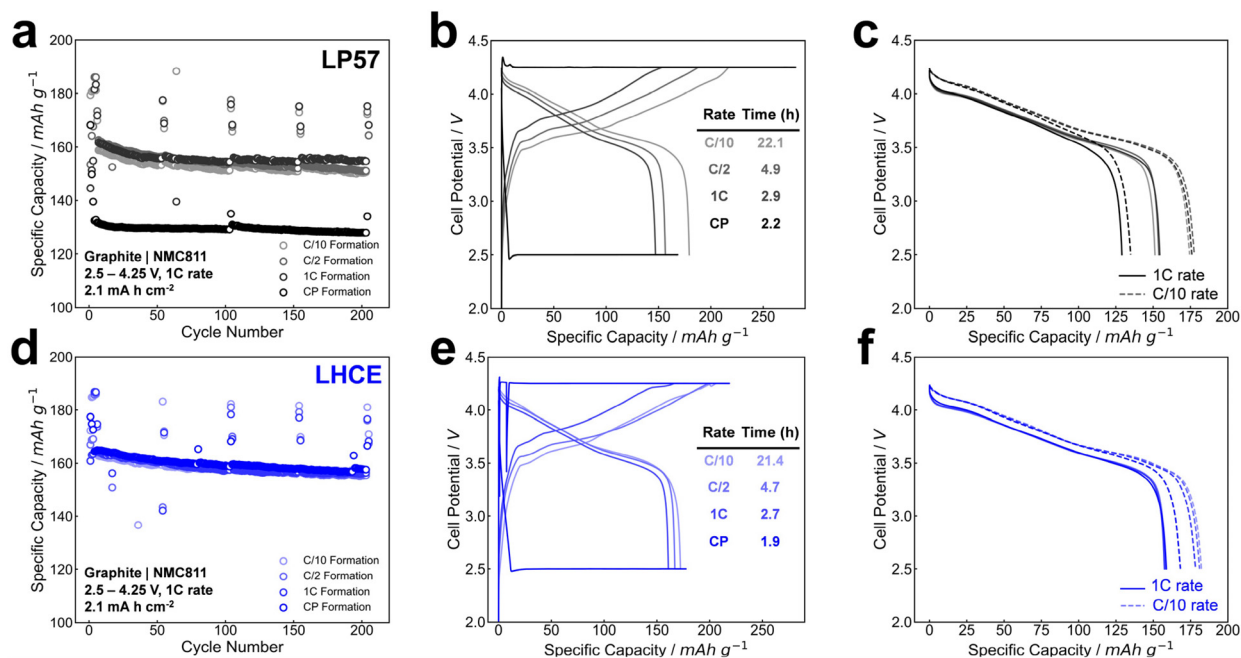 a
LP57
200
180
160
140
120
100
Specific Capacity / mAh g⁻¹
Graphite | NMC811
2.5 – 4.25 V, 1C rate
2.1 mA h cm⁻²
C/10 Formation
C/2 Formation
1C Formation
CP Formation
0 50 100 150 200
Cycle Number
b
4.5
4.0
3.5
3.0
2.5
2.0
Cell Potential / V
Rate Time (h)
C/10 22.1
C/2 4.9
1C 2.9
CP 2.2
0 50 100 150 200 250
Specific Capacity / mAh g⁻¹
c
4.5
4.0
3.5
3.0
2.5
2.0
Cell Potential / V
1C rate
C/10 rate
0 25 50 75 100 125 150 175 200
Specific Capacity / mAh g⁻¹
d
LHCE
200
180
160
140
120
100
Specific Capacity / mAh g⁻¹
Graphite | NMC811
2.5 – 4.25 V, 1C rate
2.1 mA h cm⁻²
C/10 Formation
C/2 Formation
1C Formation
CP Formation
0 50 100 150 200
Cycle Number
e
4.5
4.0
3.5
3.0
2.5
2.0
Cell Potential / V
Rate Time (h)
C/10 21.4
C/2 4.7
1C 2.7
CP 1.9
0 50 100 150 200 250
Specific Capacity / mAh g⁻¹
f
4.5
4.0
3.5
3.0
2.5
2.0
Cell Potential / V
1C rate
C/10 rate
0 25 50 75 100 125 150 175 200
Specific Capacity / mAh g⁻¹